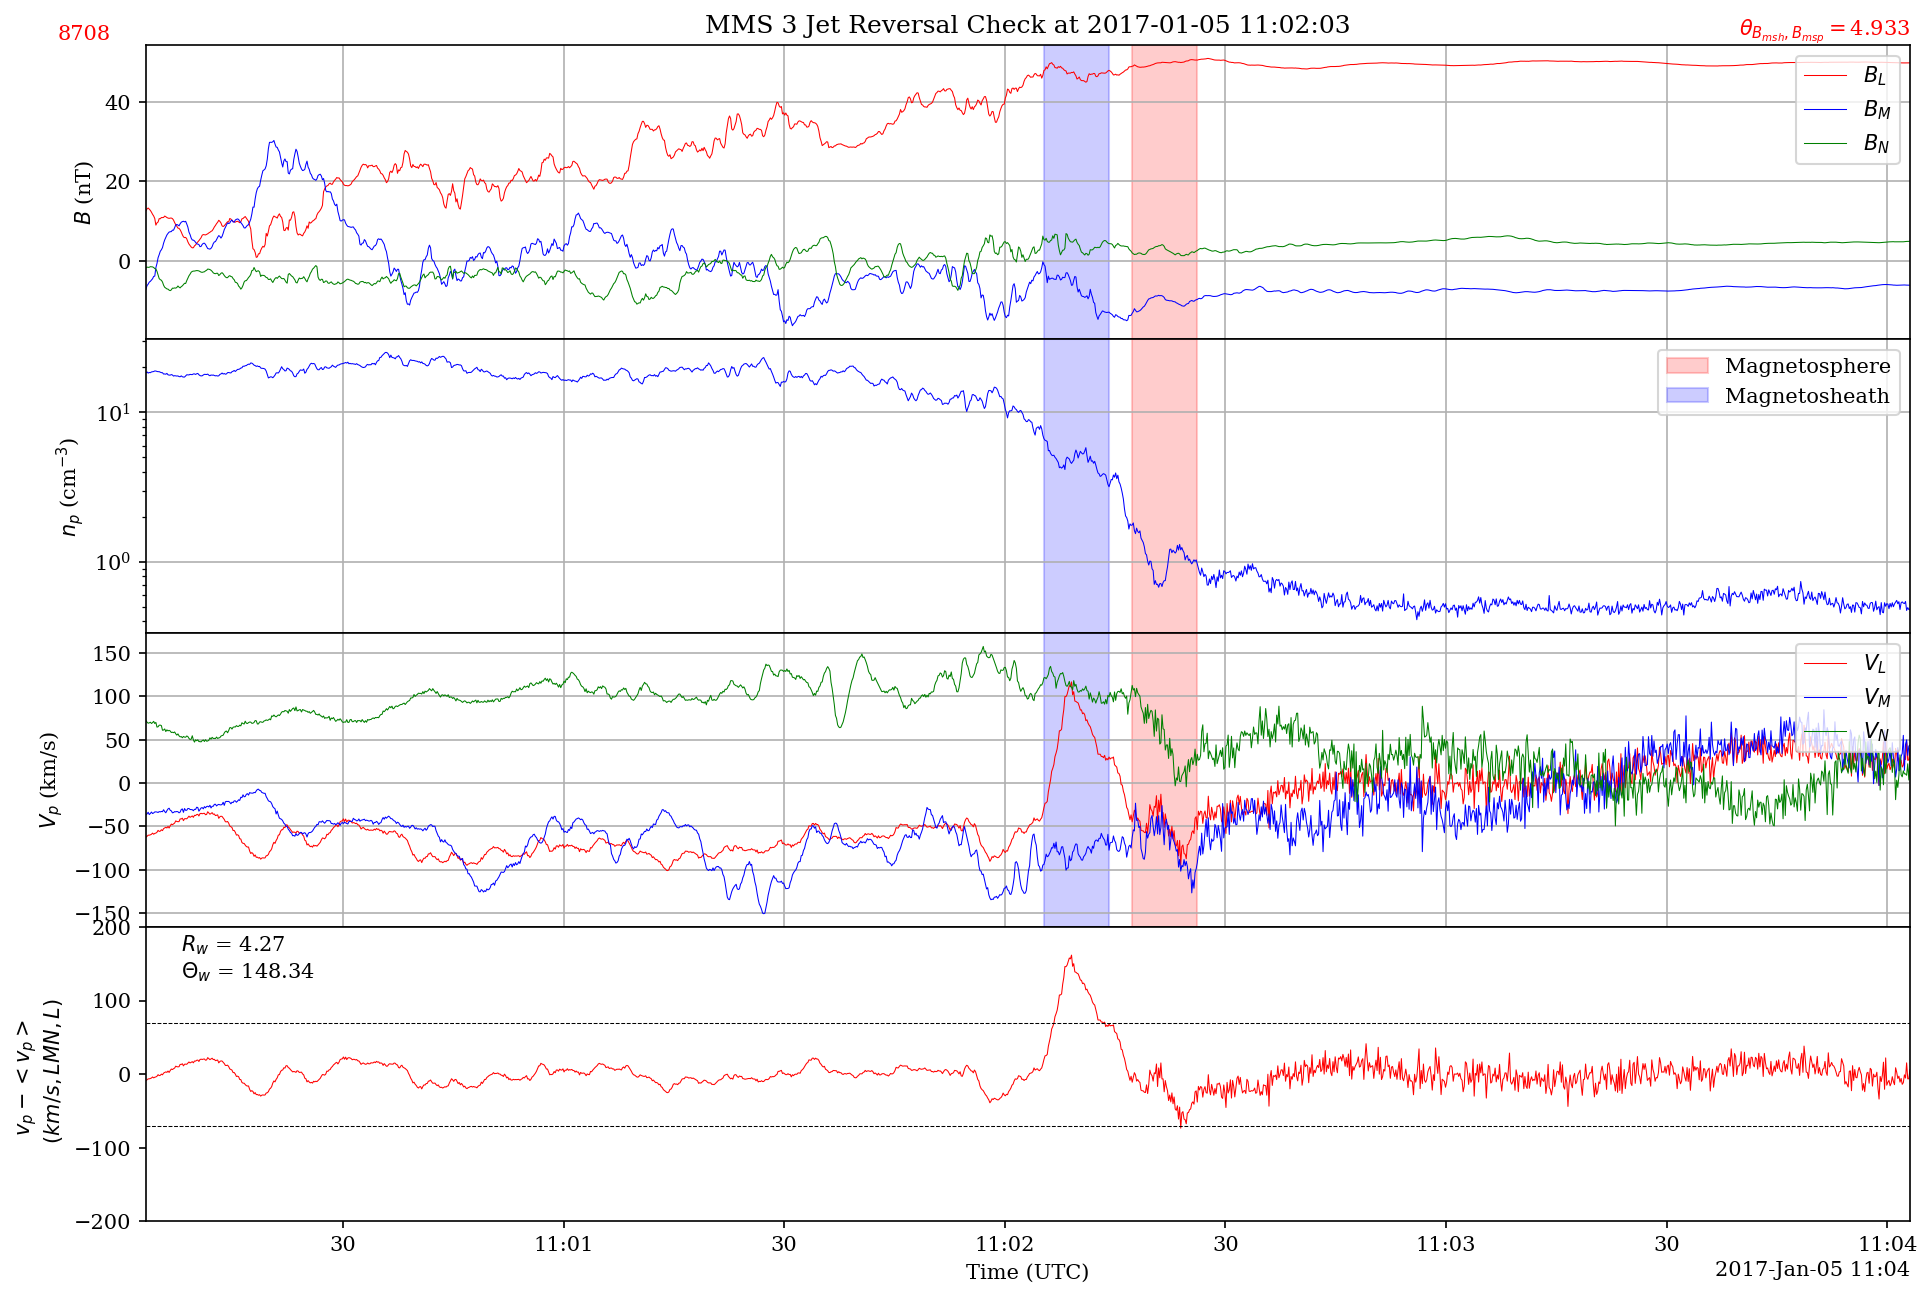 MMS 3 Jet Reversal Check at 2017-01-05 11:02:03
8708
θ_{B_{msh}, B_{msp}} = 4.933
40
20
0
B (nT)
B_L
B_M
B_N
10^1
10^0
n_p (cm^{-3})
Magnetosphere
Magnetosheath
150
100
50
0
−50
−100
−150
V_p (km/s)
V_L
V_M
V_N
200
100
0
−100
−200
v_p − < v_p >
(km/s, LMN, L)
R_w = 4.27
Θ_w = 148.34
30
11:01
30
11:02
30
11:03
30
11:04
Time (UTC)
2017-Jan-05 11:04